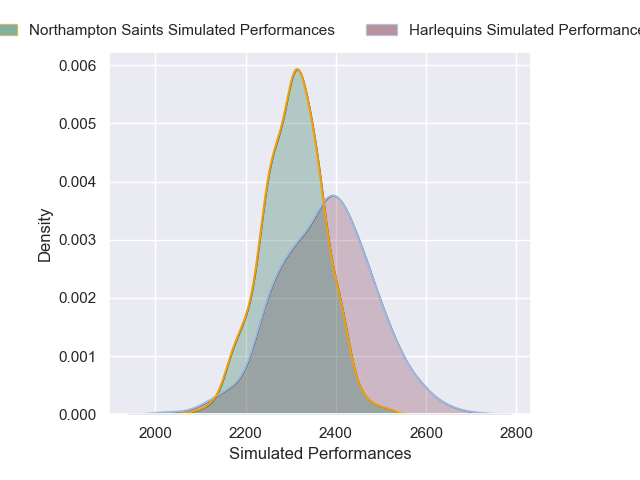 Northampton Saints Simulated Performances
Harlequins Simulated Performance
0.006
0.005
0.004
0.003
0.002
0.001
0.000
Density
2000 2200 2400 2600 2800
Simulated Performances